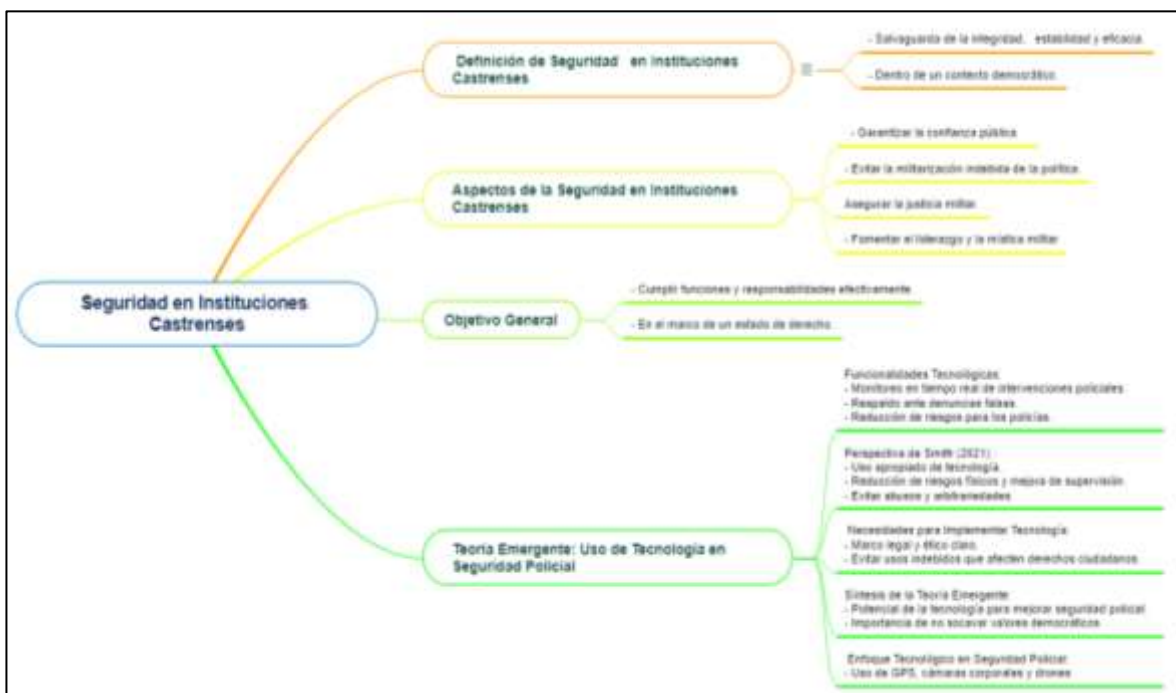 Definición de Seguridad en Instituciones
Castrenses
- Salvaguarda de la integridad, estabilidad y eficacia.
- Dentro de un contexto democrático.
Aspectos de la Seguridad en Instituciones
Castrenses
- Garantizar la confianza pública
- Evitar la militarización indebida de la política.
Asegurar la justicia militar
- Fomentar el liderazgo y la mística militar
Seguridad en Instituciones
Castrenses
Objetivo General
- Cumplir funciones y responsabilidades efectivamente
- En el marco de un estado de derecho.
Teoría Emergente: Uso de Tecnología en
Seguridad Policial
Funcionalidades Tecnológicas:
- Monitoreo en tiempo real de intervenciones policiales
- Respaldo ante denuncias falsas.
- Reducción de riesgos para los policías.
Perspectiva de Smith (2021) :
- Uso apropiado de tecnología.
- Reducción de riesgos físicos y mejora de supervisión.
- Evitar abusos y arbitrariedades
Necesidades para Implementar Tecnología:
- Marco legal y ético claro.
- Evitar usos indebidos que afecten derechos ciudadanos.
Síntesis de la Teoría Emergente:
- Potencial de la tecnología para mejorar seguridad policial
- Importancia de no socavar valores democráticos
Enfoque Tecnológico en Seguridad Policial:
- Uso de GPS, cámaras corporales y drones